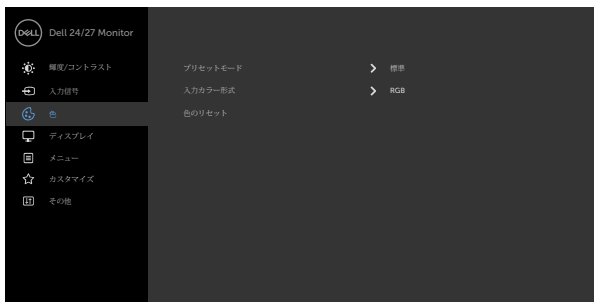 DELL
Dell 24/27 Monitor
輝度/コントラスト
入力信号
色
ディスプレイ
メニュー
カスタマイズ
その他
プリセットモード 標準
入力カラー形式 RGB
色のリセット